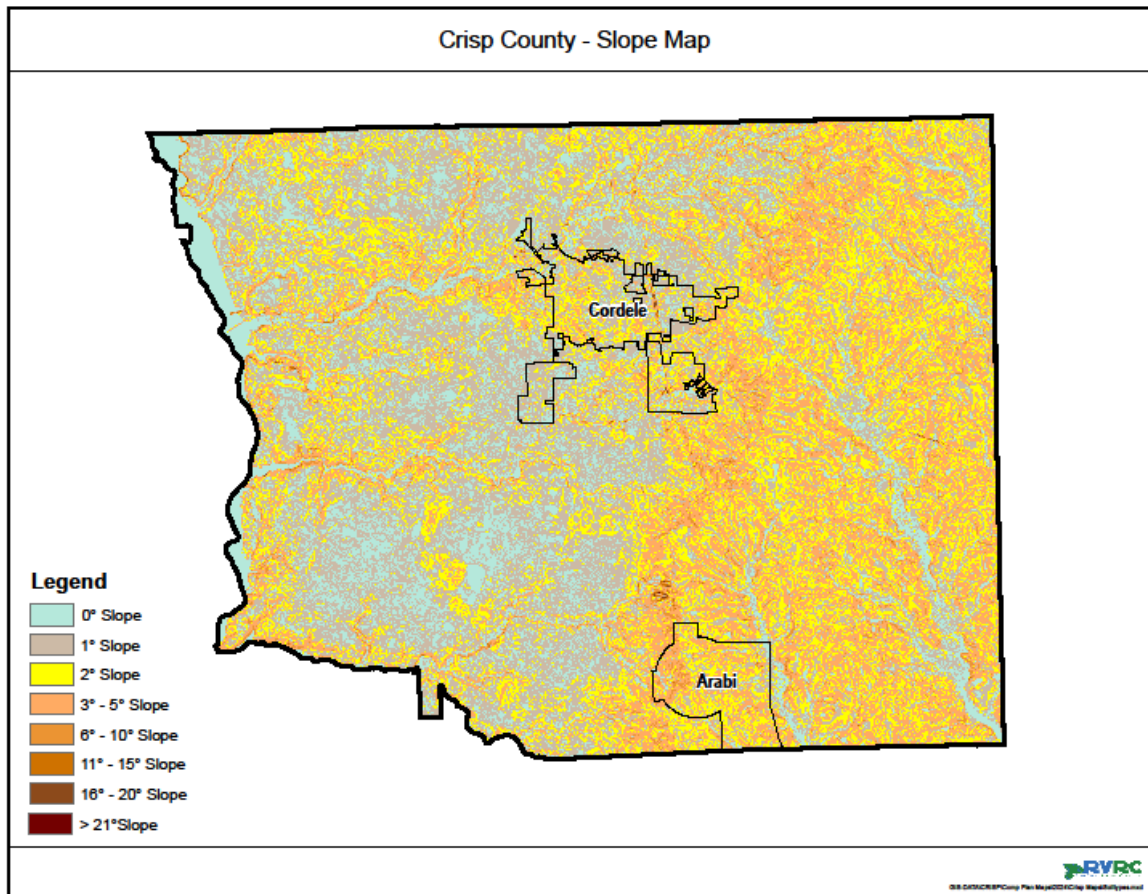 Crisp County - Slope Map
Cordele
Arabi
Legend
0° Slope
1° Slope
2° Slope
3° - 5° Slope
6° - 10° Slope
11° - 15° Slope
16° - 20° Slope
> 21°Slope
RVRC